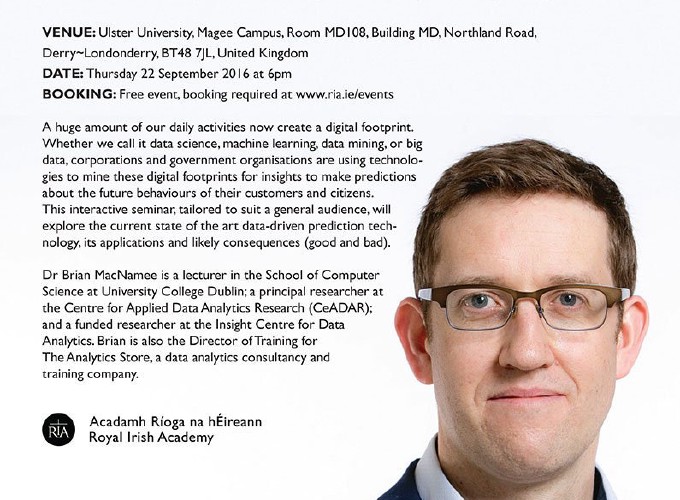 VENUE: Ulster University, Magee Campus, Room MD108, Building MD, Northland Road,
Derry~Londonderry, BT48 7JL, United Kingdom
DATE: Thursday 22 September 2016 at 6pm
BOOKING: Free event, booking required at www.ria.ie/events
A huge amount of our daily activities now create a digital footprint.
Whether we call it data science, machine learning, data mining, or big
data, corporations and government organisations are using technolo-
gies to mine these digital footprints for insights to make predictions
about the future behaviours of their customers and citizens.
This interactive seminar, tailored to suit a general audience, will
explore the current state of the art data-driven prediction tech-
nology, its applications and likely consequences (good and bad).
Dr Brian MacNamee is a lecturer in the School of Computer
Science at University College Dublin; a principal researcher at
the Centre for Applied Data Analytics Research (CeADAR);
and a funded researcher at the Insight Centre for Data
Analytics. Brian is also the Director of Training for
The Analytics Store, a data analytics consultancy and
training company.
RIA
Acadamh Ríoga na hÉireann
Royal Irish Academy